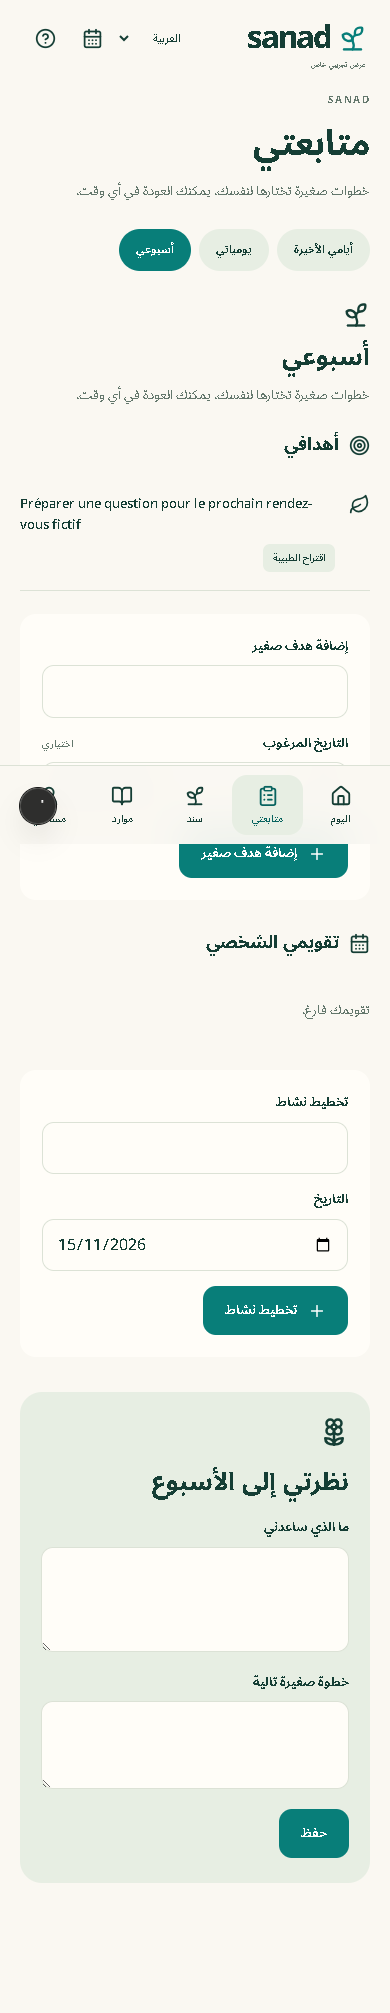 sanad
العربية
عرض تجريبي خاص
SANAD
متابعتي
خطوات صغيرة تختارها لنفسك. يمكنك العودة في أي وقت.
أيامي الأخيرة
يومياتي
أسبوعي
أسبوعي
خطوات صغيرة تختارها لنفسك. يمكنك العودة في أي وقت.
أهدافي
Préparer une question pour le prochain rendez-
vous fictif
اقتراح الطبيبة
إضافة هدف صغير
التاريخ المرغوب
اختياري
اليوم
متابعتي
سند
موارد
إضافة هدف صغير
تقويمي الشخصي
تقويمك فارغ.
تخطيط نشاط
التاريخ
15/11/2026
تخطيط نشاط
نظرتي إلى الأسبوع
ما الذي ساعدني
خطوة صغيرة تالية
حفظ